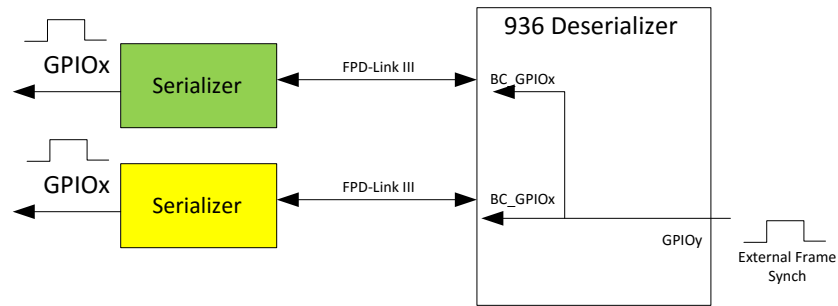 936 Deserializer
GPIOx
Serializer
FPD-Link III
BC_GPIOx
GPIOx
Serializer
FPD-Link III
BC_GPIOx
GPIOy
External Frame
Synch